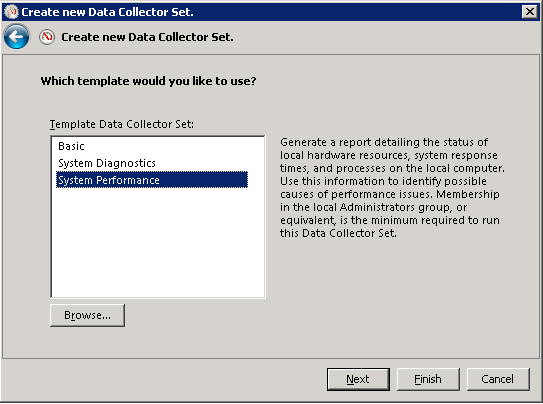 Create new Data Collector Set.
Create new Data Collector Set.
Which template would you like to use?
Template Data Collector Set:
Basic
System Diagnostics
System Performance
Generate a report detailing the status of
local hardware resources, system response
times, and processes on the local computer.
Use this information to identify possible
causes of performance issues. Membership
in the local Administrators group, or
equivalent, is the minimum required to run
this Data Collector Set.
Browse...
Next
Finish
Cancel